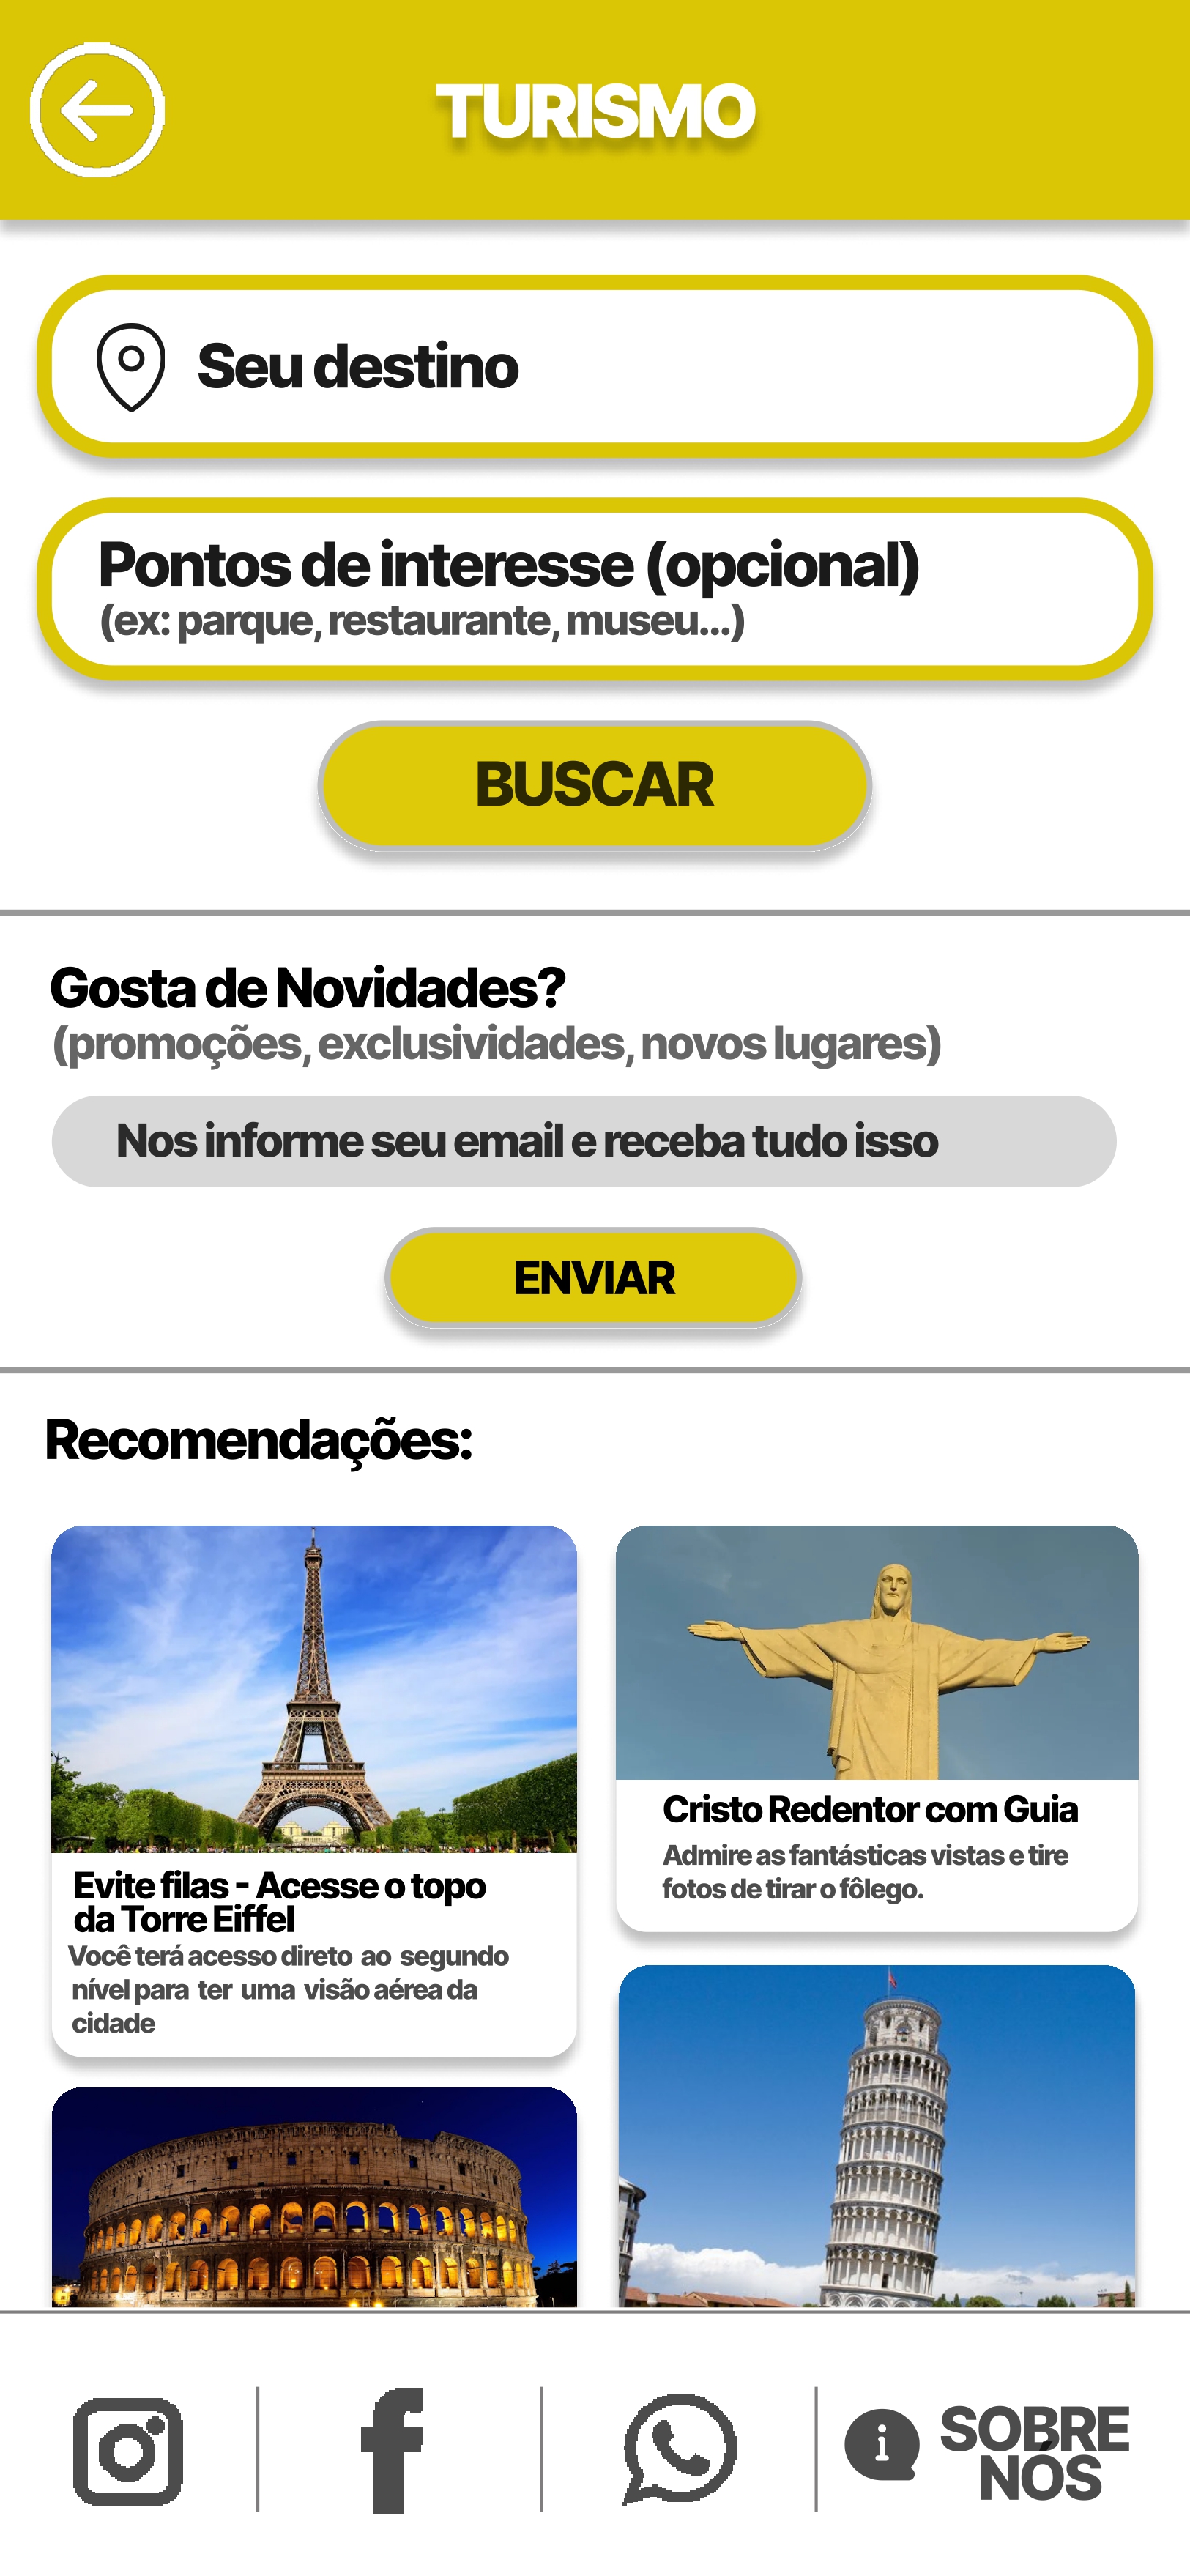 TURISMO
Seu destino
Pontos de interesse (opcional)
(ex: parque, restaurante, museu...)
BUSCAR
Gosta de Novidades?
(promoções, exclusividades, novos lugares)
Nos informe seu email e receba tudo isso
ENVIAR
Recomendações:
Evite filas - Acesse o topo
da Torre Eiffel
Você terá acesso direto ao segundo
nível para ter uma visão aérea da
cidade
Cristo Redentor com Guia
Admire as fantásticas vistas e tire
fotos de tirar o fôlego.
SOBRE
NÓS